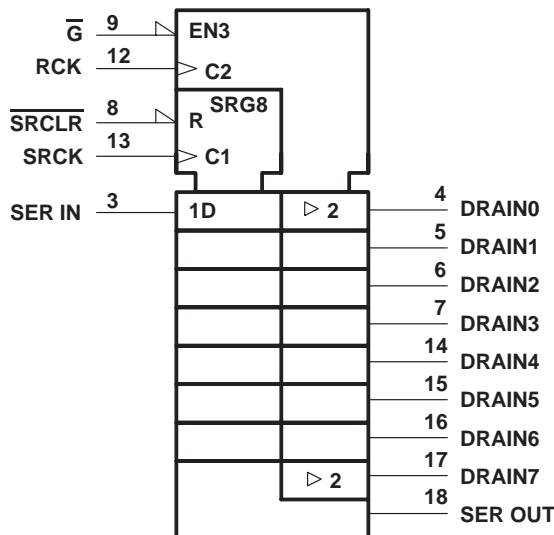 G 9 EN3
RCK 12 C2
SRG8
SRCLR 8 R
SRCK 13 C1
SER IN 3 1D 2 4 DRAIN0
5 DRAIN1
6 DRAIN2
7 DRAIN3
14 DRAIN4
15 DRAIN5
16 DRAIN6
2 17 DRAIN7
18 SER OUT